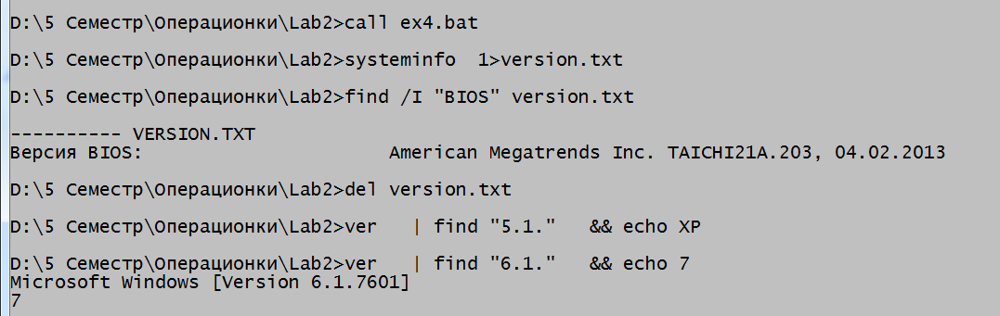 D:\5 Семестр\Операционки\Lab2>call ex4.bat
D:\5 Семестр\Операционки\Lab2>systeminfo  1>version.txt
D:\5 Семестр\Операционки\Lab2>find /I "BIOS" version.txt
---------- VERSION.TXT
Версия BIOS:                      American Megatrends Inc. TAICHI21A.203, 04.02.2013
D:\5 Семестр\Операционки\Lab2>del version.txt
D:\5 Семестр\Операционки\Lab2>ver   | find "5.1."   && echo XP
D:\5 Семестр\Операционки\Lab2>ver   | find "6.1."   && echo 7
Microsoft Windows [Version 6.1.7601]
7